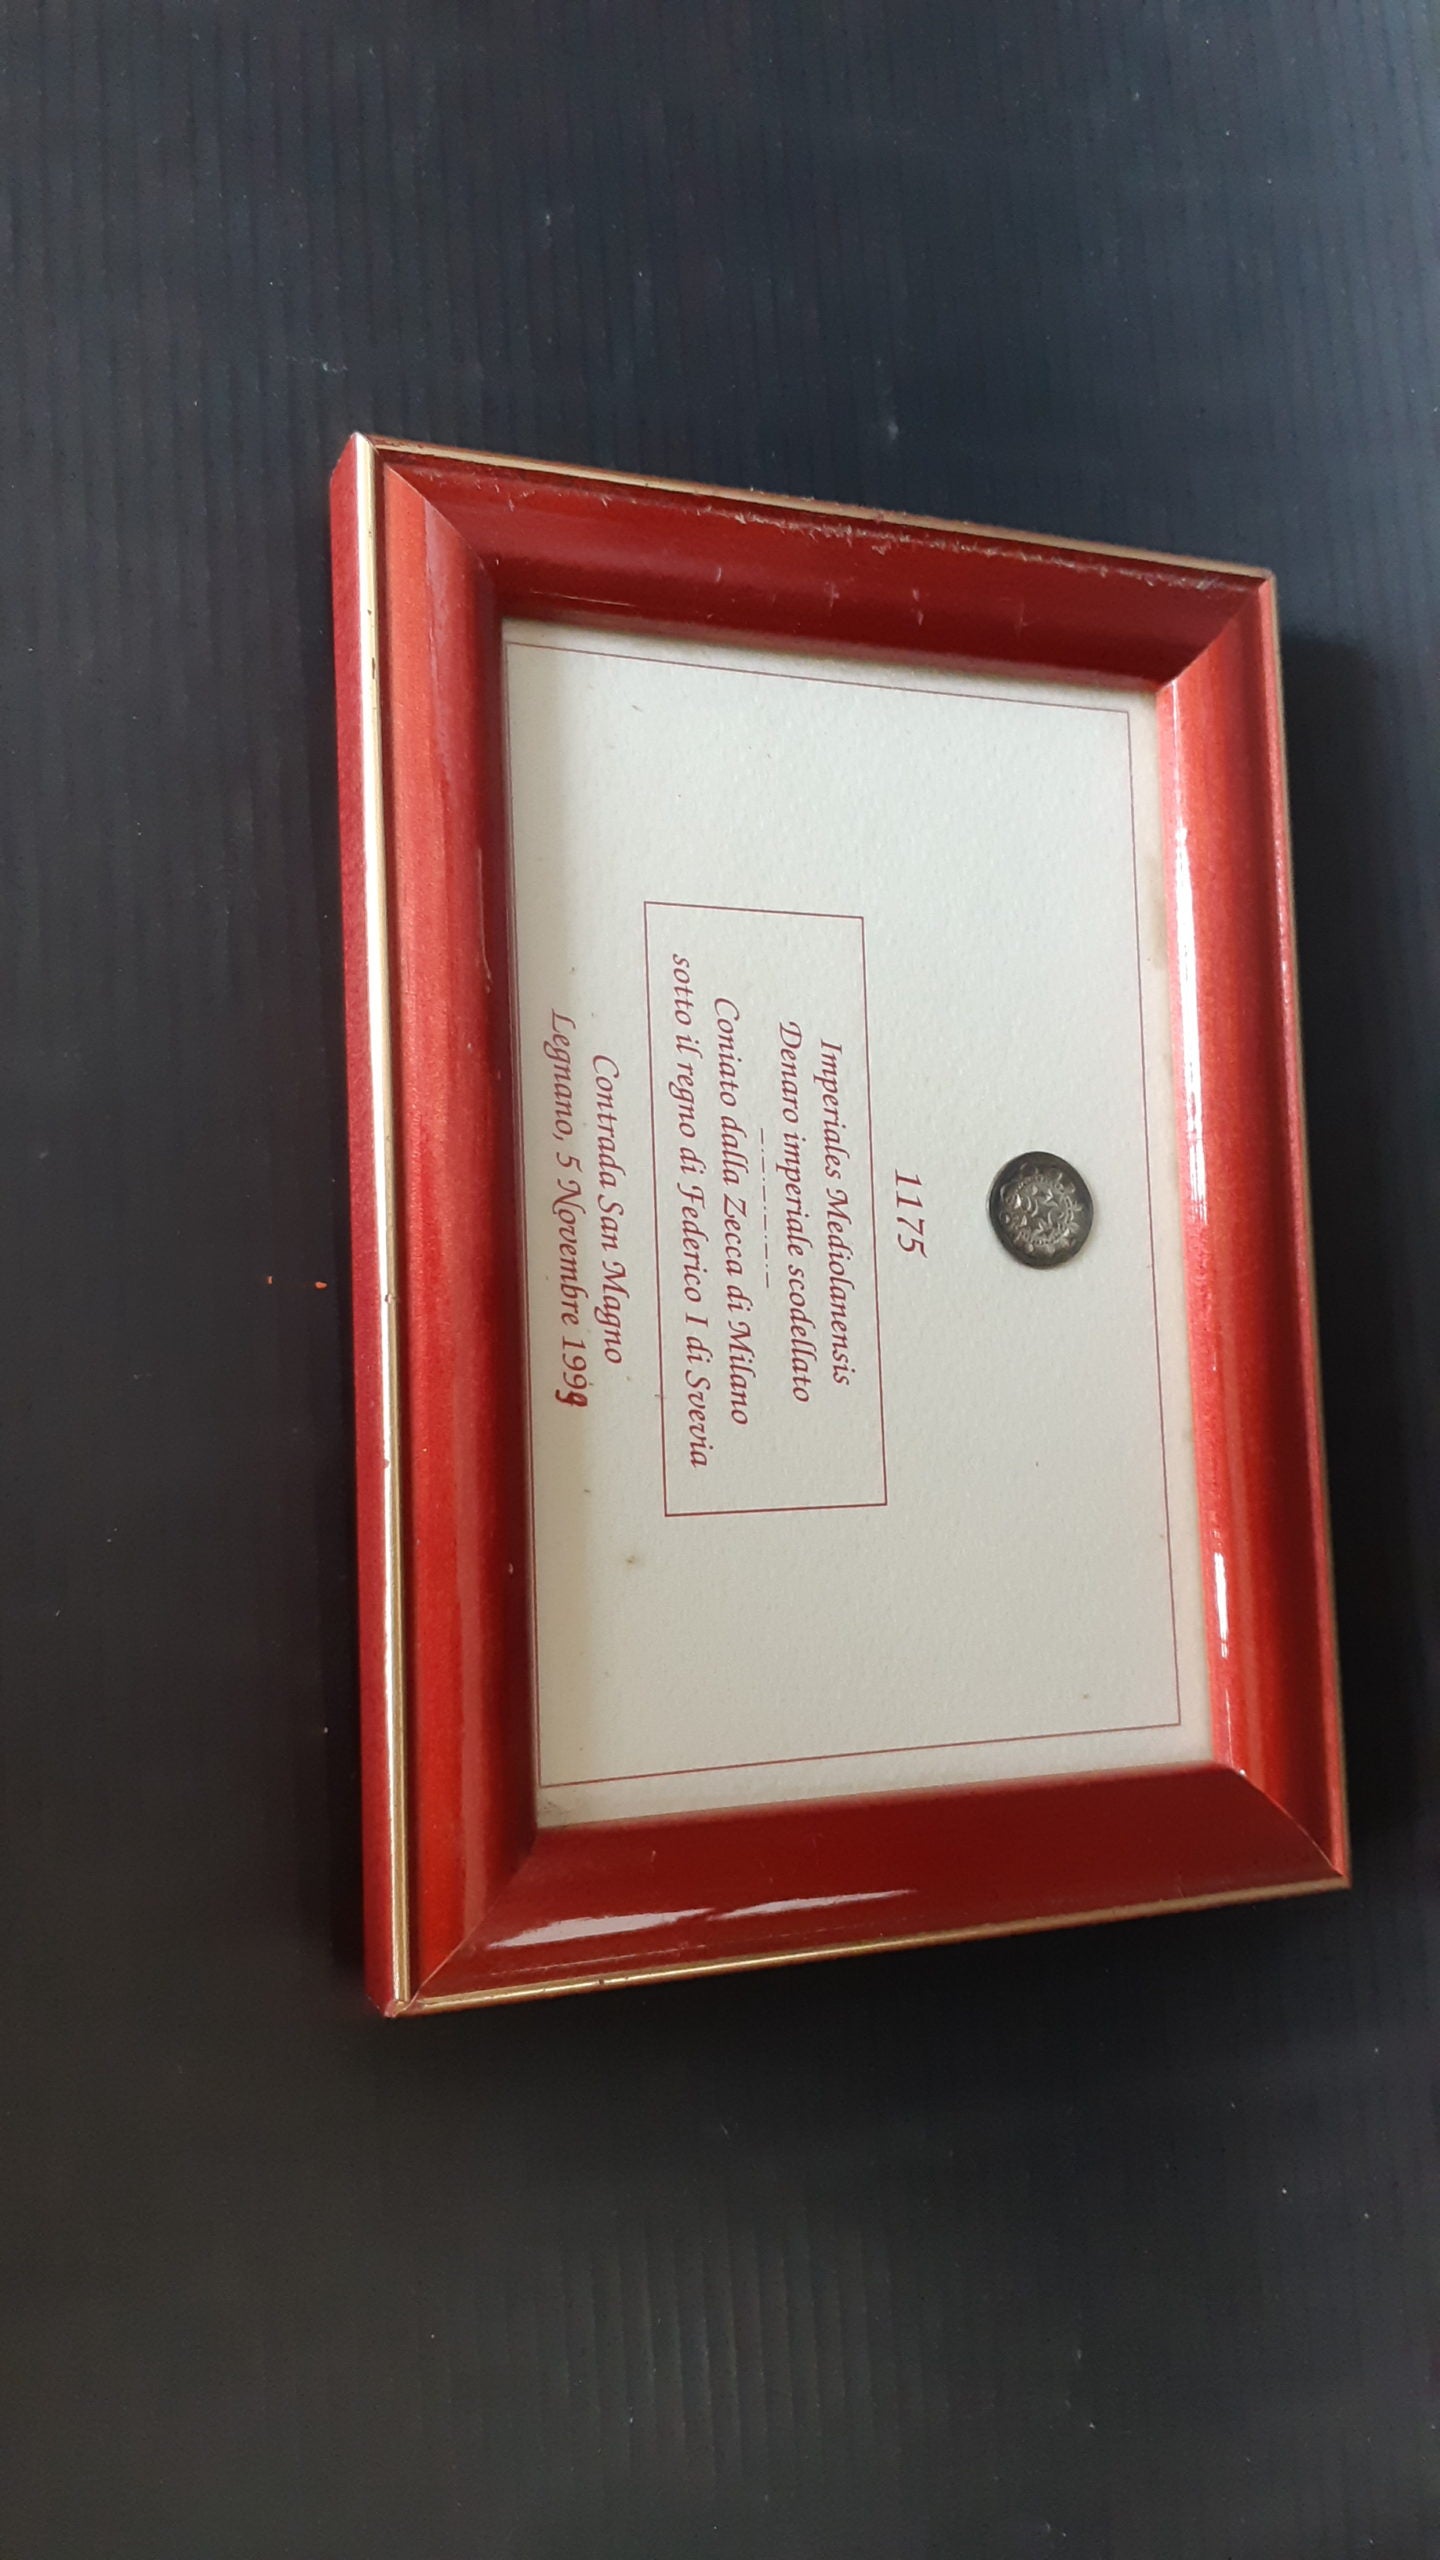 1175
Imperiales Mediolanensis
Denaro imperiale scodellato
Coniato dalla Zecca di Milano
sotto il regno di Federico I di Svevia
Contrada San Magno
Legnano, 5 Novembre 1999